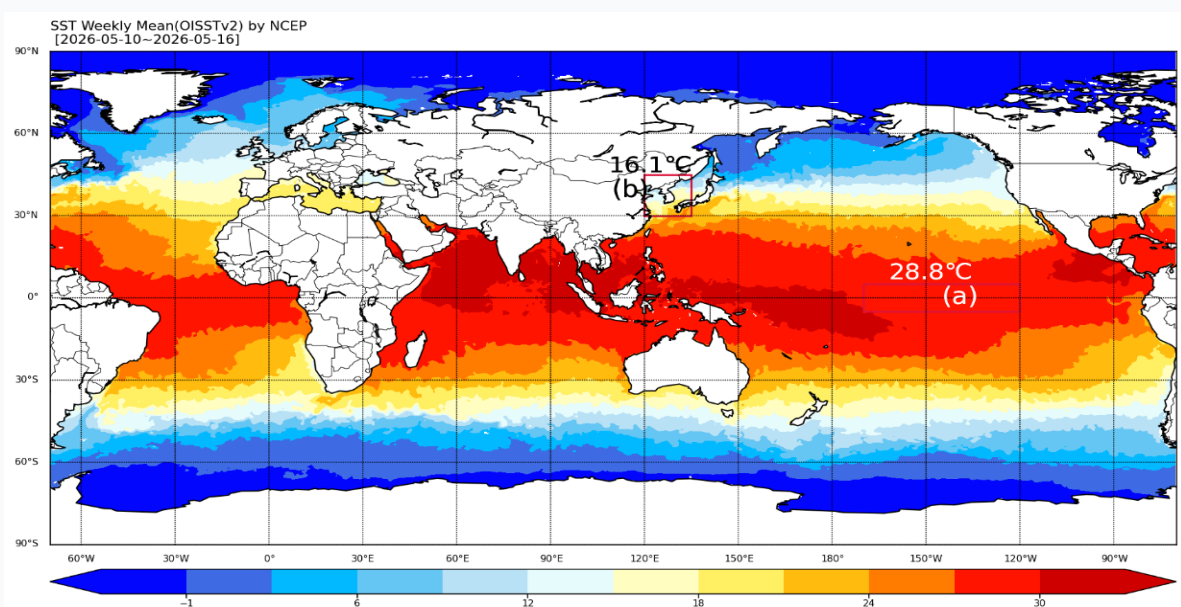 SST Weekly Mean(OISSTv2) by NCEP
[2026-05-10~2026-05-16]
90°N
60°N
30°N
0°
30°S
60°S
90°S
16.1℃
(b)
28.8℃
(a)
60°W 30°W 0° 30°E 60°E 90°E 120°E 150°E 180° 150°W 120°W 90°W
−1 6 12 18 24 30